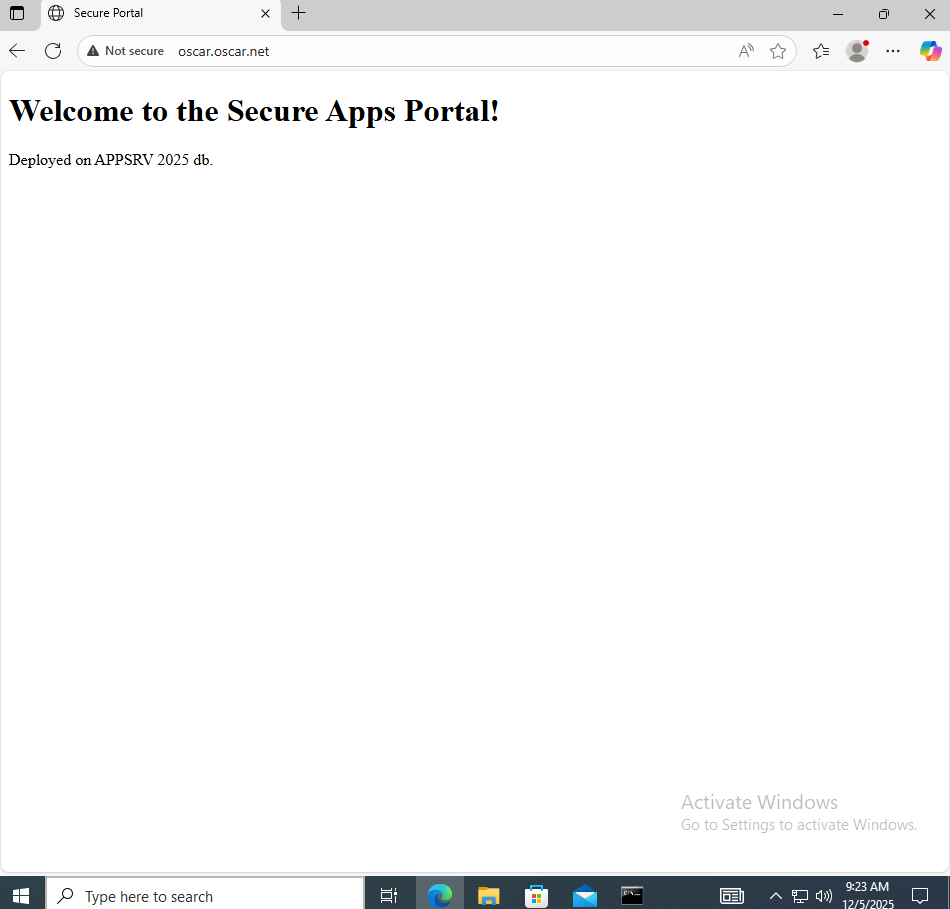 Secure Portal
Not secure oscar.oscar.net
Welcome to the Secure Apps Portal!
Deployed on APPSRV 2025 db.
Activate Windows
Go to Settings to activate Windows.
Type here to search
9:23 AM
12/5/2025